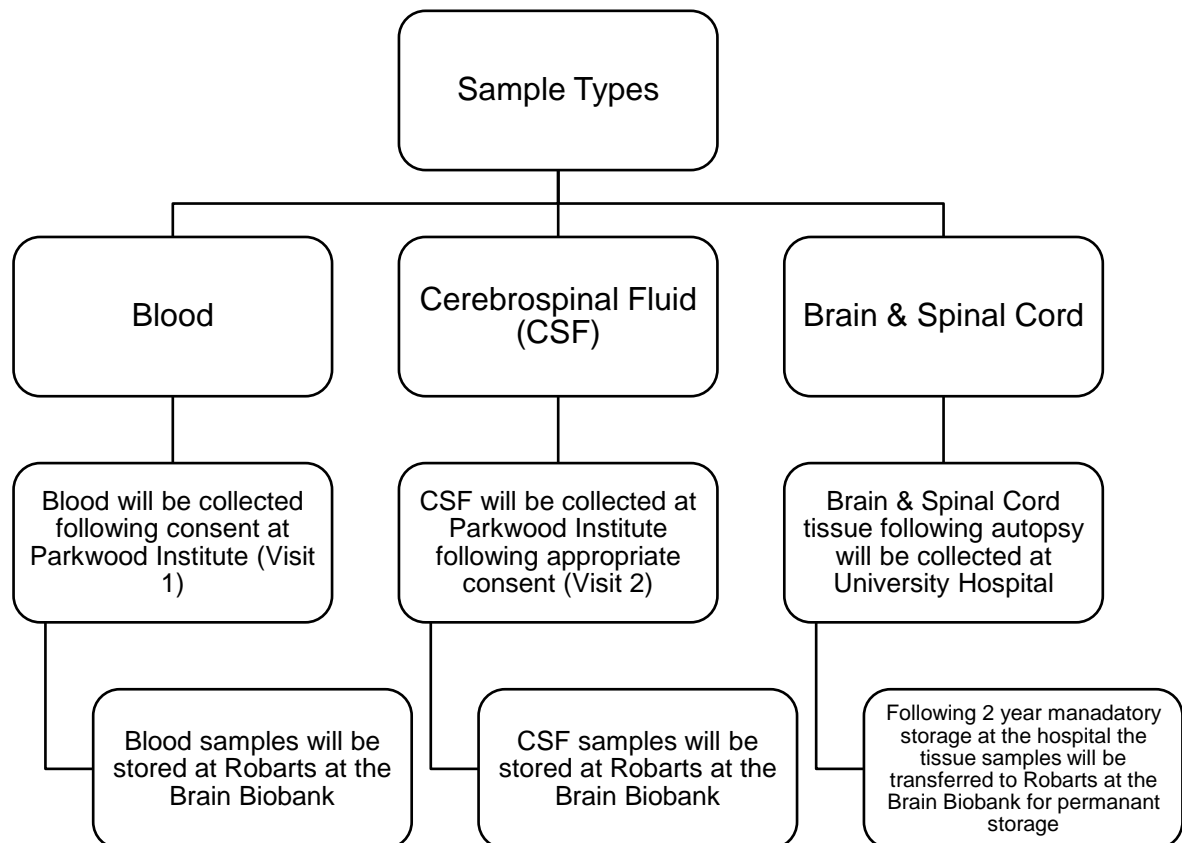 Sample Types
Blood
Cerebrospinal Fluid
(CSF)
Brain & Spinal Cord
Blood will be collected
following consent at
Parkwood Institute (Visit
1)
CSF will be collected at
Parkwood Institute
following appropriate
consent (Visit 2)
Brain & Spinal Cord
tissue following autopsy
will be collected at
University Hospital
Blood samples will be
stored at Robarts at the
Brain Biobank
CSF samples will be
stored at Robarts at the
Brain Biobank
Following 2 year manadatory
storage at the hospital the
tissue samples will be
transferred to Robarts at the
Brain Biobank for permanant
storage